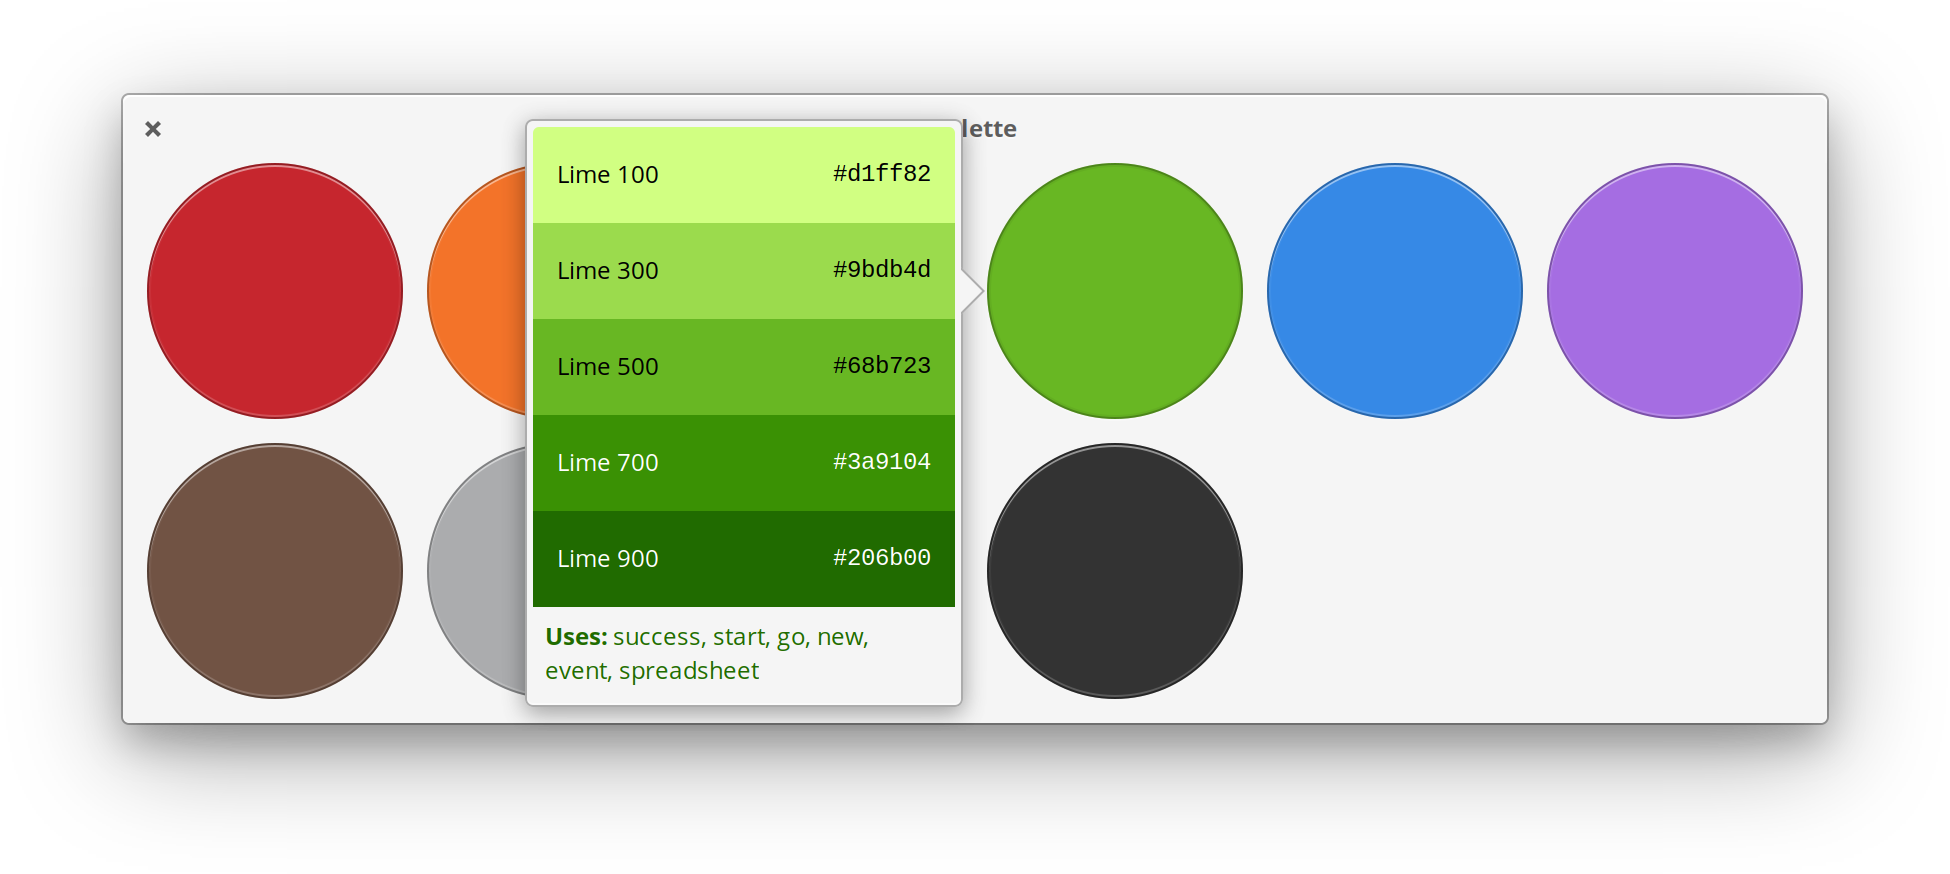 lette
Lime 100 #d1ff82
Lime 300 #9bdb4d
Lime 500 #68b723
Lime 700 #3a9104
Lime 900 #206b00
Uses: success, start, go, new,
event, spreadsheet